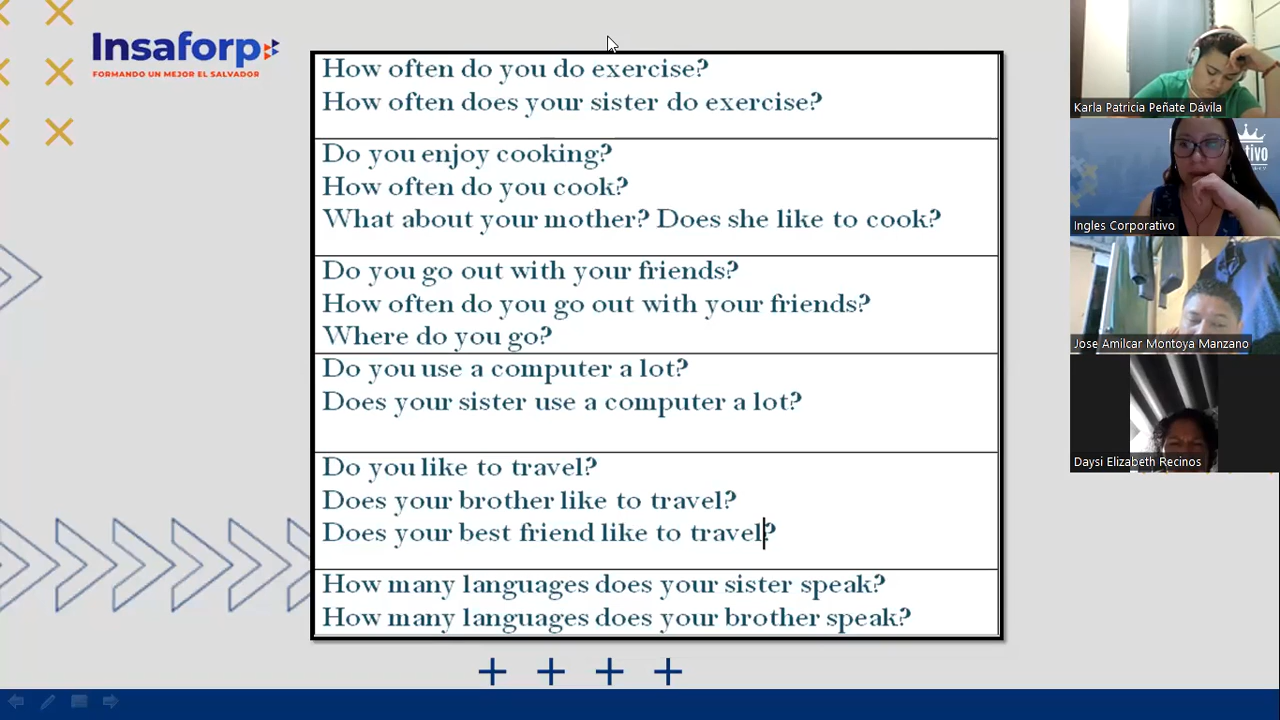 Insaforp
FORMANDO UN MEJOR EL SALVADOR
How often do you do exercise?
How often does your sister do exercise?
Do you enjoy cooking?
How often do you cook?
What about your mother? Does she like to cook?
Do you go out with your friends?
How often do you go out with your friends?
Where do you go?
Do you use a computer a lot?
Does your sister use a computer a lot?
Do you like to travel?
Does your brother like to travel?
Does your best friend like to travel?
How many languages does your sister speak?
How many languages does your brother speak?
Karla Patricia Peñate Dávila
Ingles Corporativo
Jose Amilcar Montoya Manzano
Daysi Elizabeth Recinos